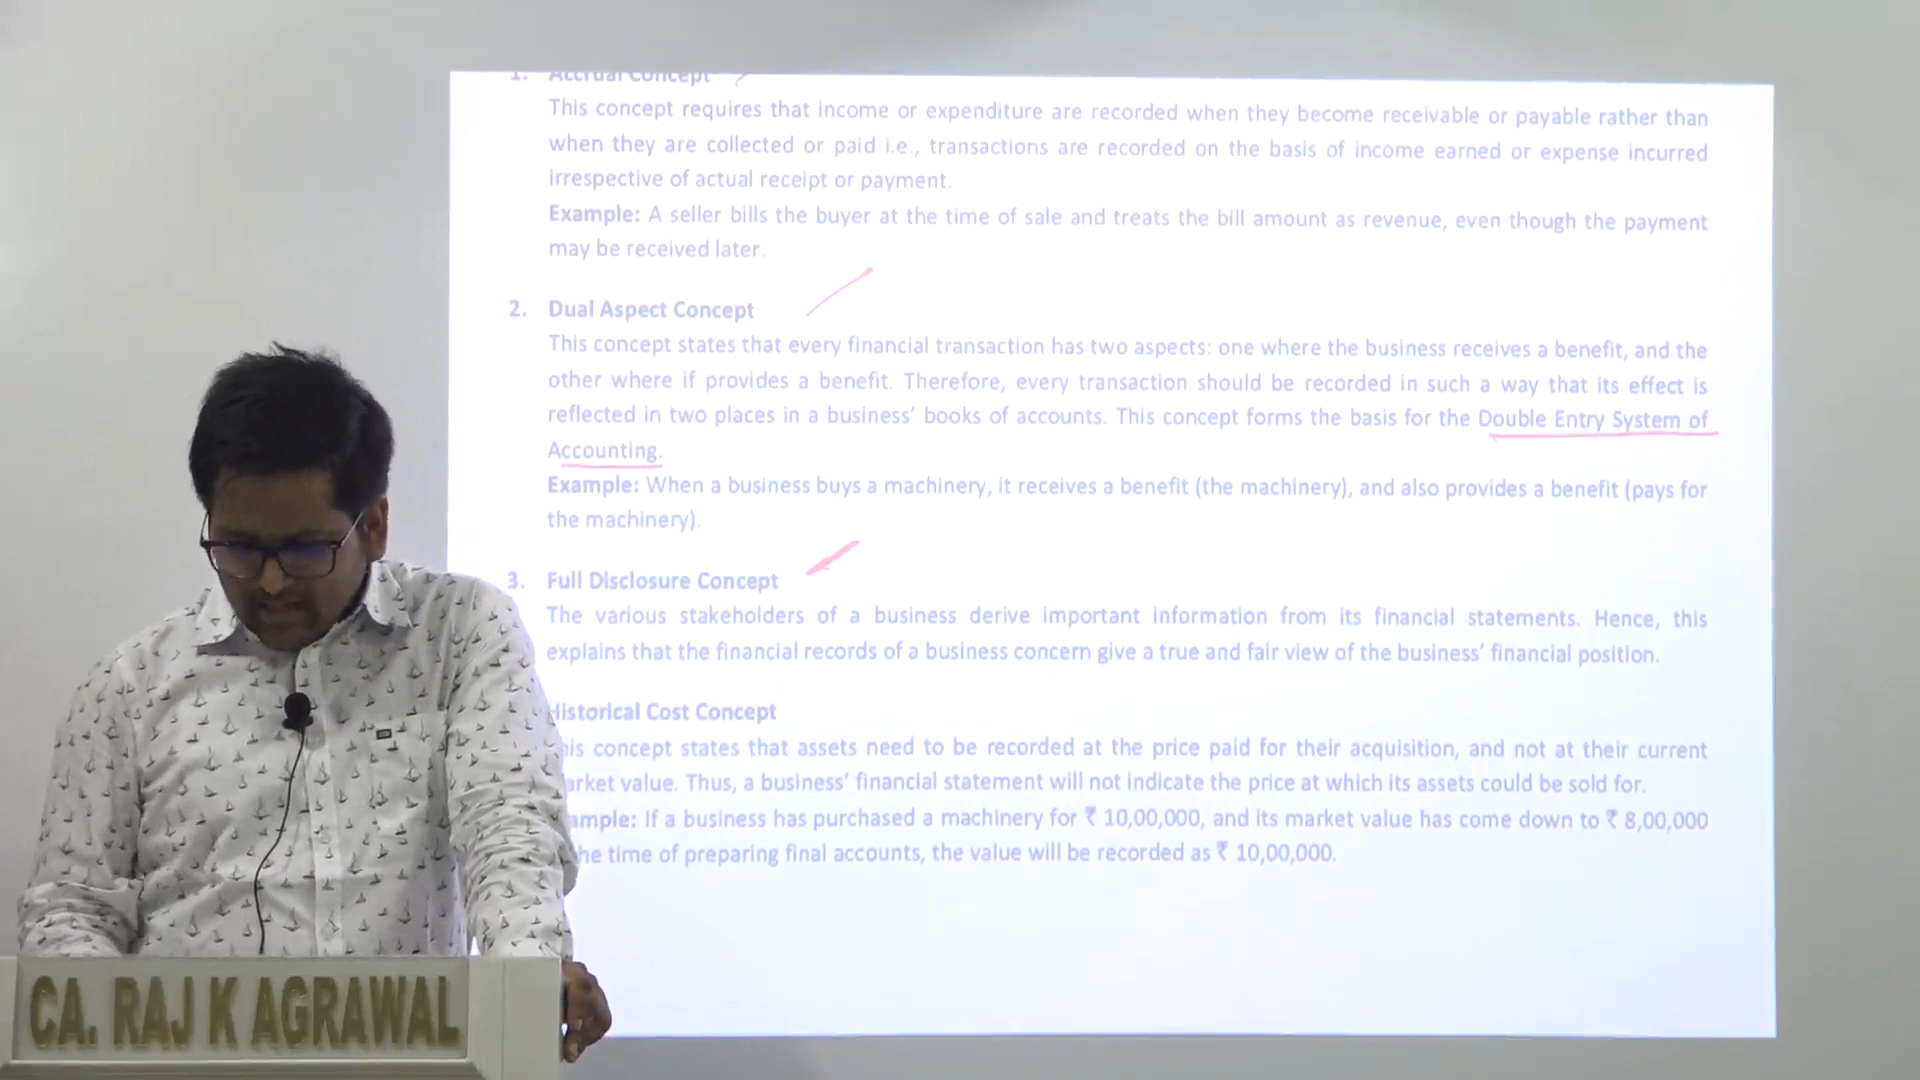 1. Accrual Concept
This concept requires that income or expenditure are recorded when they become receivable or payable rather than
when they are collected or paid i.e., transactions are recorded on the basis of income earned or expense incurred
irrespective of actual receipt or payment.
Example: A seller bills the buyer at the time of sale and treats the bill amount as revenue, even though the payment
may be received later.
2. Dual Aspect Concept
This concept states that every financial transaction has two aspects: one where the business receives a benefit, and the
other where if provides a benefit. Therefore, every transaction should be recorded in such a way that its effect is
reflected in two places in a business’ books of accounts. This concept forms the basis for the Double Entry System of
Accounting.
Example: When a business buys a machinery, it receives a benefit (the machinery), and also provides a benefit (pays for
the machinery).
3. Full Disclosure Concept
The various stakeholders of a business derive important information from its financial statements. Hence, this
explains that the financial records of a business concern give a true and fair view of the business’ financial position.
Historical Cost Concept
concept states that assets need to be recorded at the price paid for their acquisition, and not at their current
value. Thus, a business’ financial statement will not indicate the price at which its assets could be sold for.
If a business has purchased a machinery for ₹ 10,00,000, and its market value has come down to ₹ 8,00,000
time of preparing final accounts, the value will be recorded as ₹ 10,00,000.
CA. RAJ K AGRAWAL